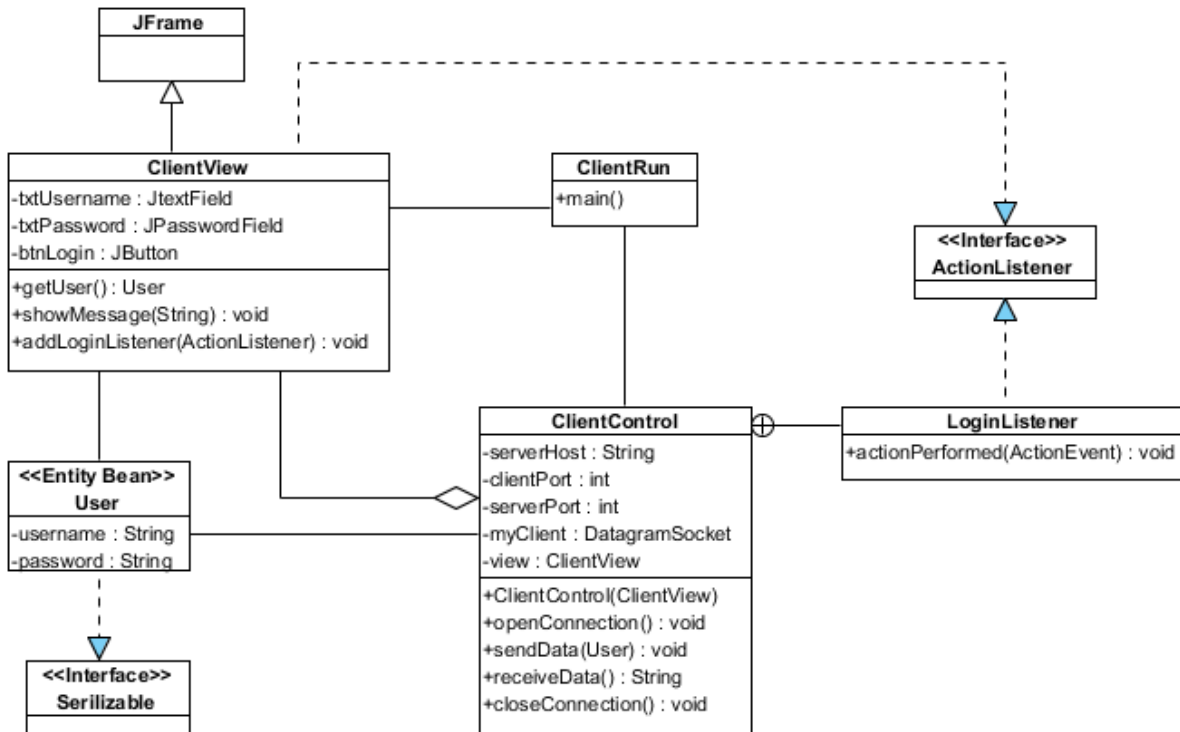 JFrame
ClientView
-txtUsername : JtextField
-txtPassword : JPasswordField
-btnLogin : JButton
+getUser() : User
+showMessage(String) : void
+addLoginListener(ActionListener) : void
ClientRun
+main()
<<Interface>>
ActionListener
ClientControl
-serverHost : String
-clientPort : int
-serverPort : int
-myClient : DatagramSocket
-view : ClientView
+ClientControl(ClientView)
+openConnection() : void
+sendData(User) : void
+receiveData() : String
+closeConnection() : void
LoginListener
+actionPerformed(ActionEvent) : void
<<Entity Bean>>
User
-username : String
-password : String
<<Interface>>
Serilizable